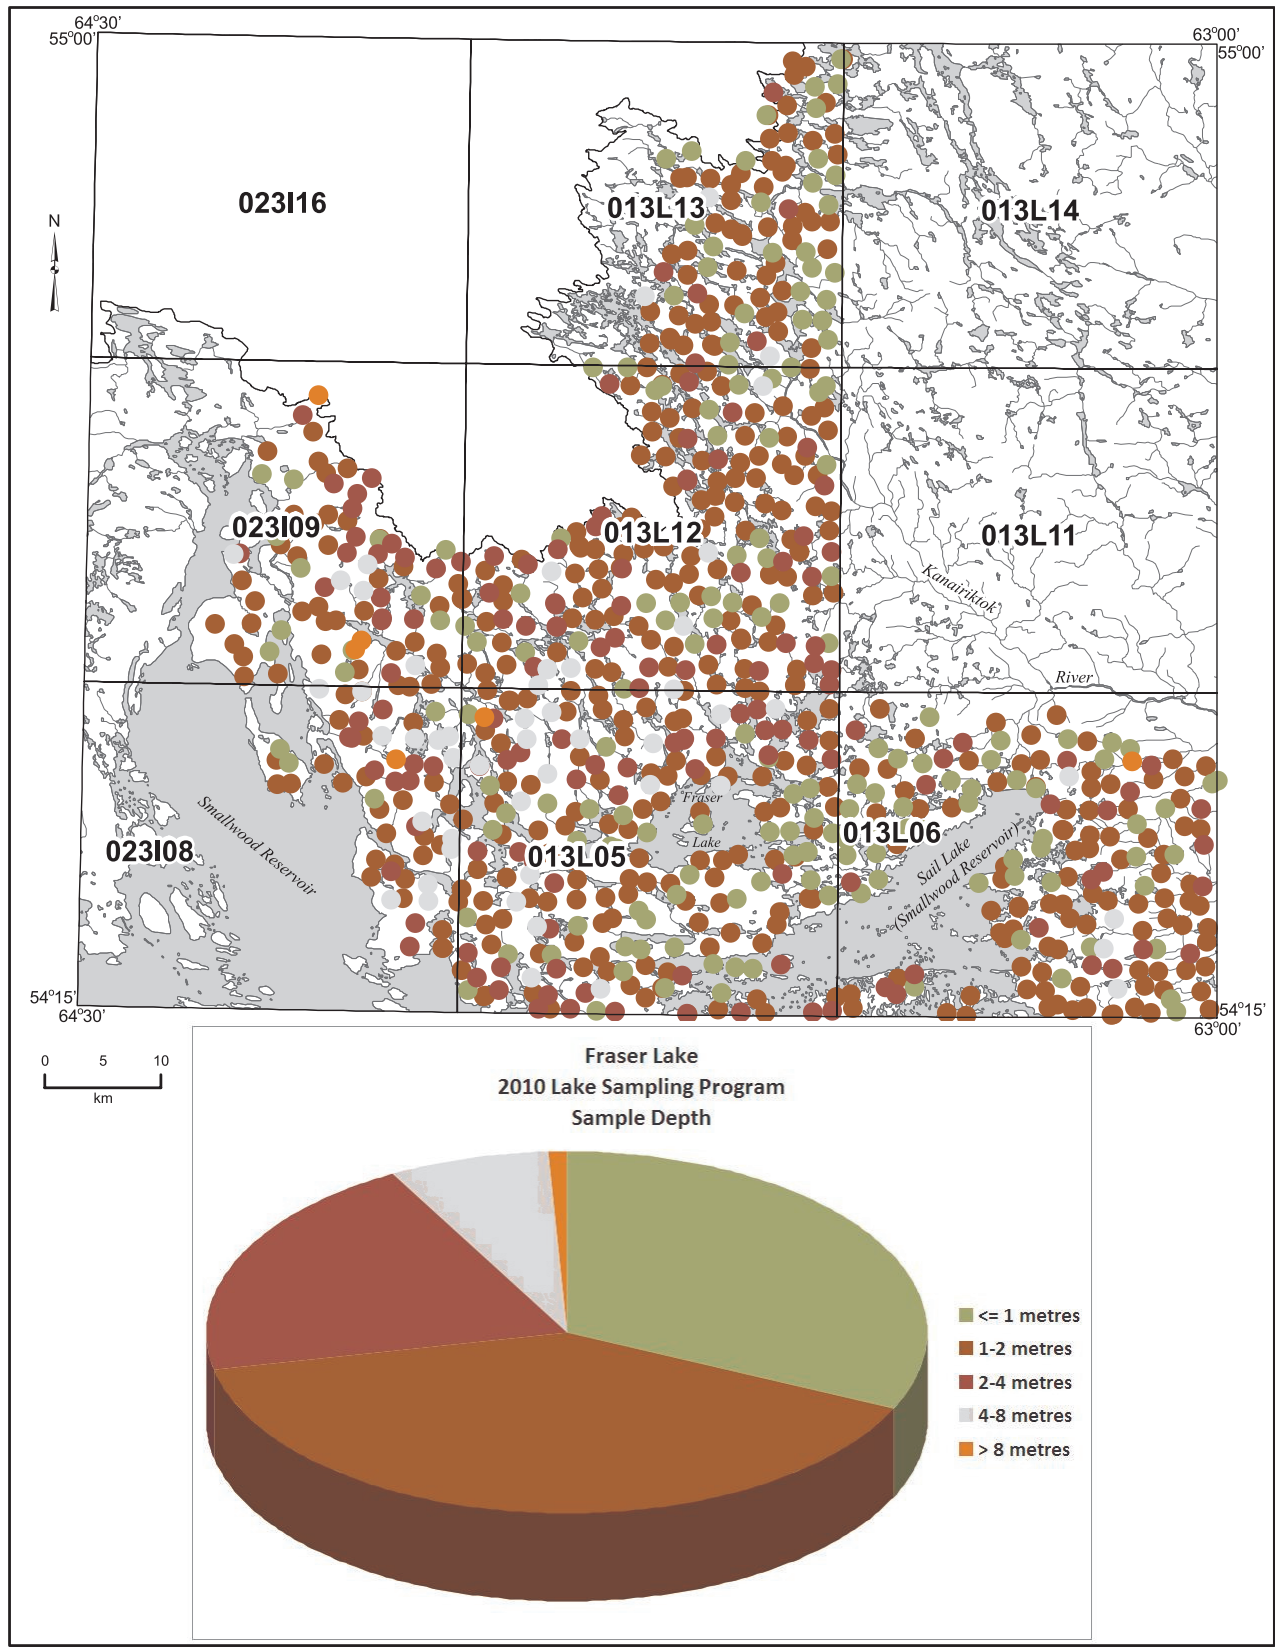 64°30'
55°00'
63°00'
55°00'
023I16
013L13
013L14
N
023I09
013L12
013L11
Kanairiktok
River
Smallwood Reservoir
Fraser
Lake
023I08
013L05
013L06
Sail Lake
(Smallwood Reservoir)
54°15'
64°30'
54°15'
63°00'
0 5 10
km
Fraser Lake
2010 Lake Sampling Program
Sample Depth
<= 1 metres
1-2 metres
2-4 metres
4-8 metres
> 8 metres